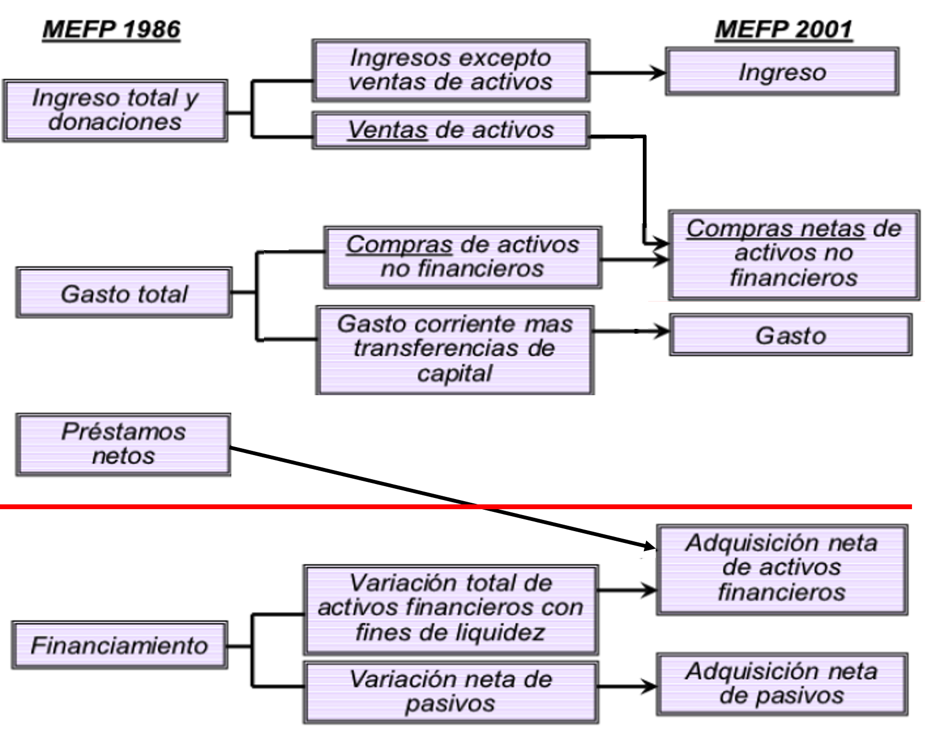 MEFP 1986
MEFP 2001
Ingreso total y
donaciones
Ingresos excepto
ventas de activos
Ingreso
Ventas de activos
Gasto total
Compras de activos
no financieros
Compras netas de
activos no
financieros
Gasto corriente mas
transferencias de
capital
Gasto
Préstamos
netos
Adquisición neta
de activos
financieros
Financiamiento
Variación total de
activos financieros con
fines de liquidez
Variación neta de
pasivos
Adquisición neta
de pasivos